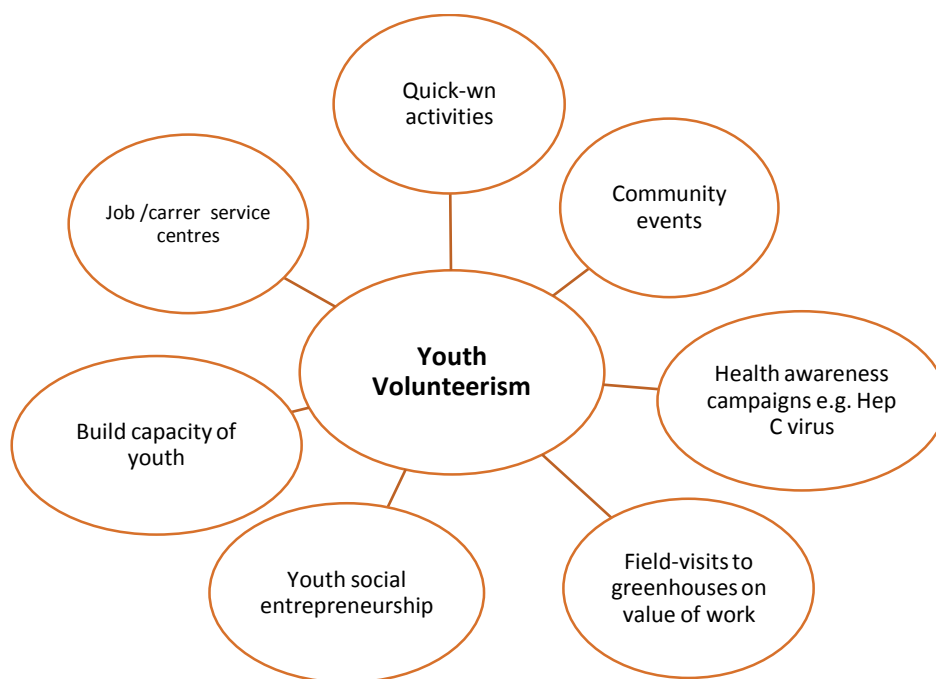 Quick-wn
activities
Community
events
Health awareness
campaigns e.g. Hep
C virus
Field-visits to
greenhouses on
value of work
Youth social
entrepreneurship
Build capacity of
youth
Job /carrer service
centres
Youth
Volunteerism